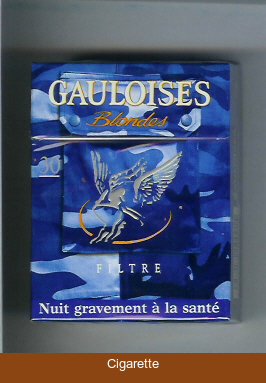 GAULOISES
Blondes
30
FILTRE
Nuit gravement à la santé
Cigarette